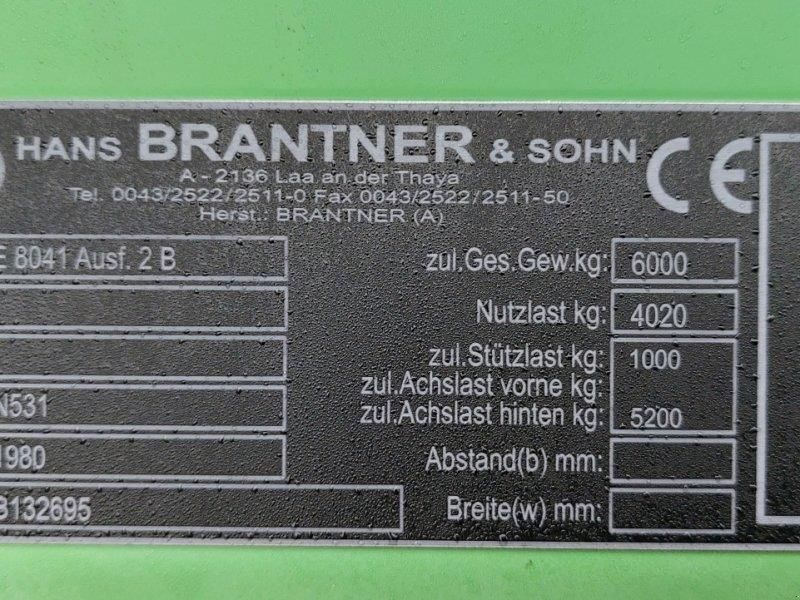 HANS BRANTNER & SOHN CE
A - 2136 Laa an der Thaya
Tel. 0043/2522/2511-0 Fax 0043/2522/2511-50
Herst.: BRANTNER (A)
E 8041 Ausf. 2 B
zul.Ges.Gew.kg: 6000
Nutzlast kg: 4020
zul.Stützlast kg: 1000
zul.Achslast vorne kg:
N531
zul.Achslast hinten kg: 5200
1980
Abstand(b) mm:
3132695
Breite(w) mm: